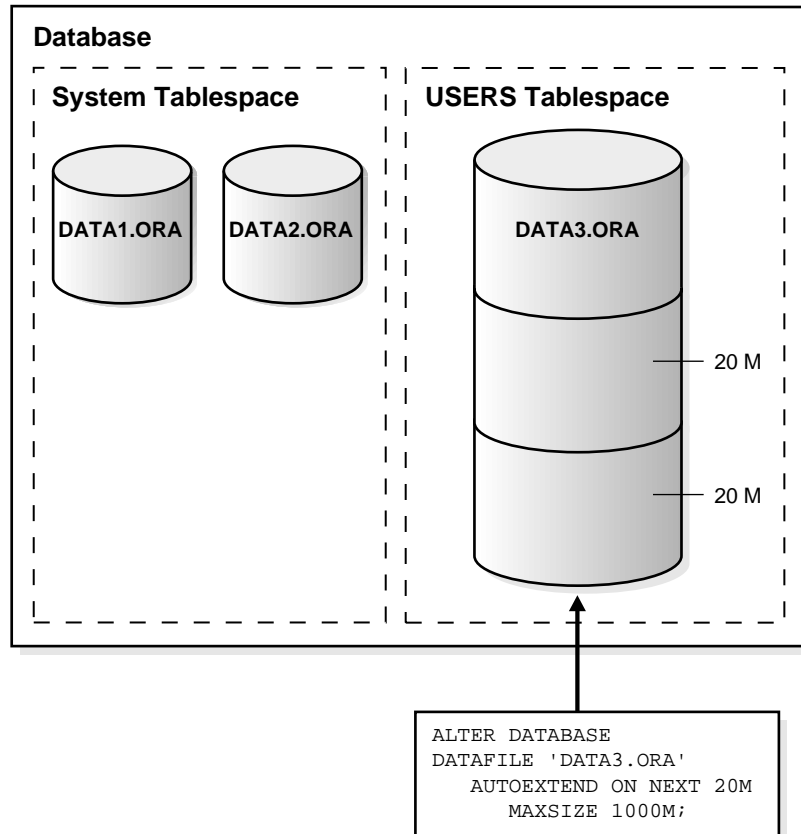 Database
System Tablespace
USERS Tablespace
DATA1.ORA
DATA2.ORA
DATA3.ORA
20 M
20 M
ALTER DATABASE
DATAFILE 'DATA3.ORA'
AUTOEXTEND ON NEXT 20M
MAXSIZE 1000M;